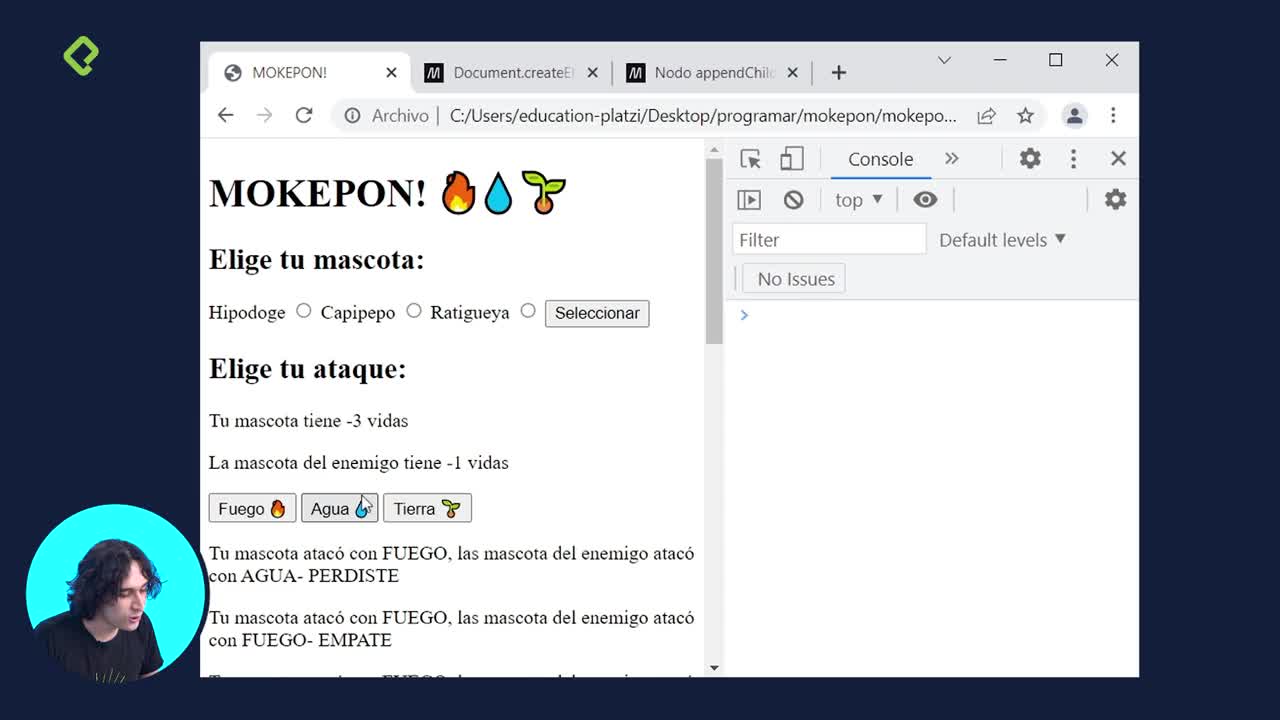 MOKEPON!
Document.createEl
Nodo appendChild
Archivo | C:/Users/education-platzi/Desktop/programar/mokepon/mokepo...
MOKEPON! 🔥💧🌱
Elige tu mascota:
Hipodoge Capipepo Ratigueya Seleccionar
Elige tu ataque:
Tu mascota tiene -3 vidas
La mascota del enemigo tiene -1 vidas
Fuego 🔥 Agua 💧 Tierra 🌱
Tu mascota atacó con FUEGO, las mascota del enemigo atacó
con AGUA- PERDISTE
Tu mascota atacó con FUEGO, las mascota del enemigo atacó
con FUEGO- EMPATE
Console
top
Filter
Default levels
No Issues